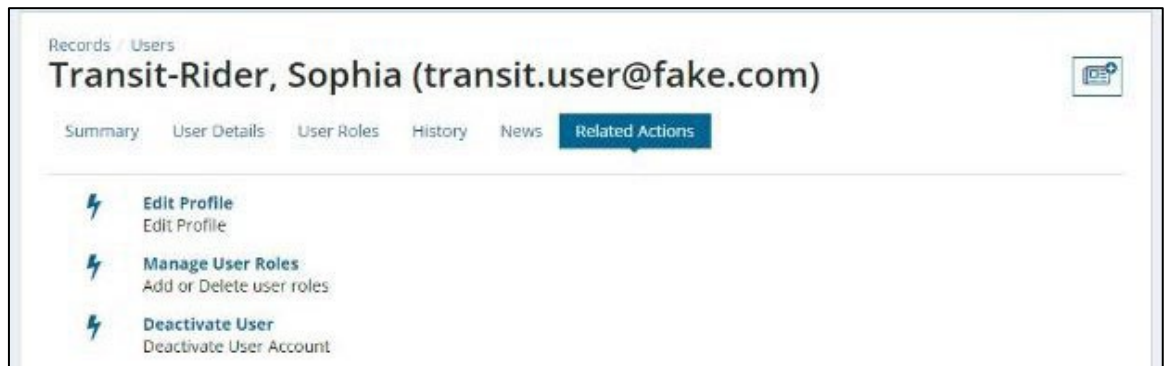 Records / Users
Transit-Rider, Sophia (transit.user@fake.com)
Summary User Details User Roles History News Related Actions
Edit Profile
Edit Profile
Manage User Roles
Add or Delete user roles
Deactivate User
Deactivate User Account